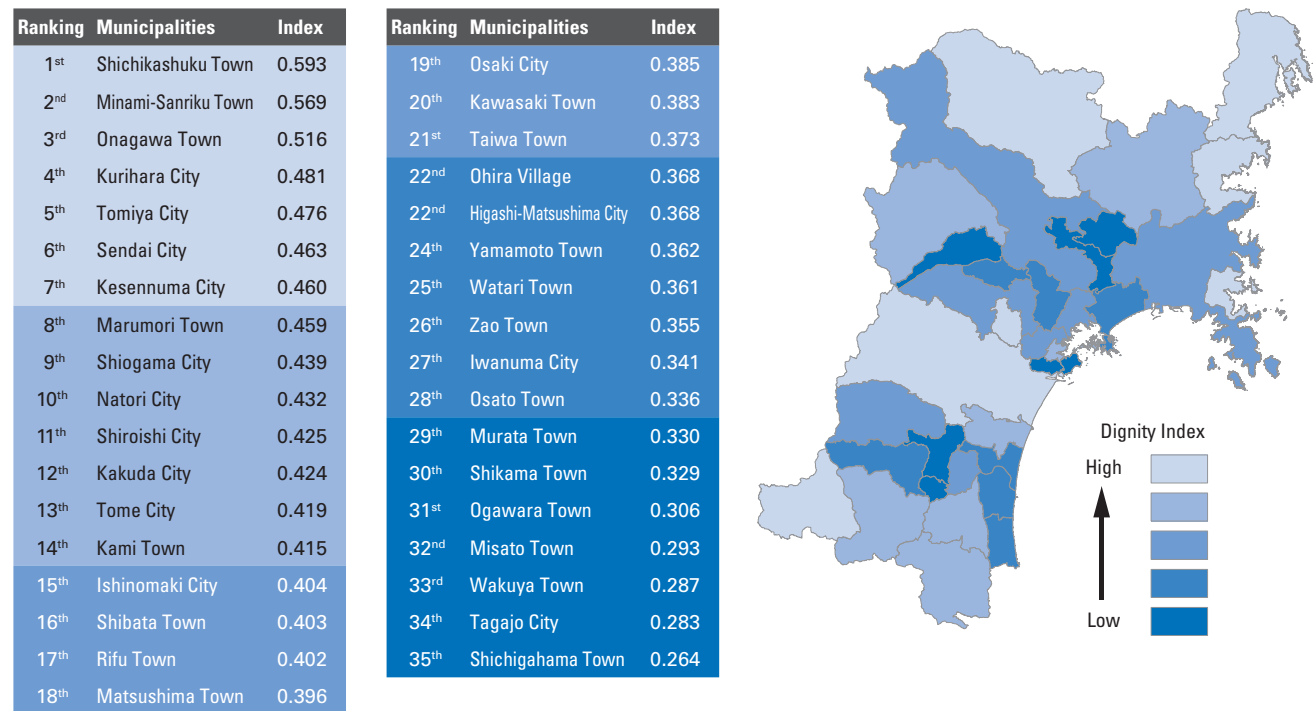 Ranking Municipalities Index
1st Shichikashuku Town 0.593
2nd Minami-Sanriku Town 0.569
3rd Onagawa Town 0.516
4th Kurihara City 0.481
5th Tomiya City 0.476
6th Sendai City 0.463
7th Kesennuma City 0.460
8th Marumori Town 0.459
9th Shiogama City 0.439
10th Natori City 0.432
11th Shiroishi City 0.425
12th Kakuda City 0.424
13th Tome City 0.419
14th Kami Town 0.415
15th Ishinomaki City 0.404
16th Shibata Town 0.403
17th Rifu Town 0.402
18th Matsushima Town 0.396
Ranking Municipalities Index
19th Osaki City 0.385
20th Kawasaki Town 0.383
21st Taiwa Town 0.373
22nd Ohira Village 0.368
22nd Higashi-Matsushima City 0.368
24th Yamamoto Town 0.362
25th Watari Town 0.361
26th Zao Town 0.355
27th Iwanuma City 0.341
28th Osato Town 0.336
29th Murata Town 0.330
30th Shikama Town 0.329
31st Ogawara Town 0.306
32nd Misato Town 0.293
33rd Wakuya Town 0.287
34th Tagajo City 0.283
35th Shichigahama Town 0.264
Dignity Index
High
Low